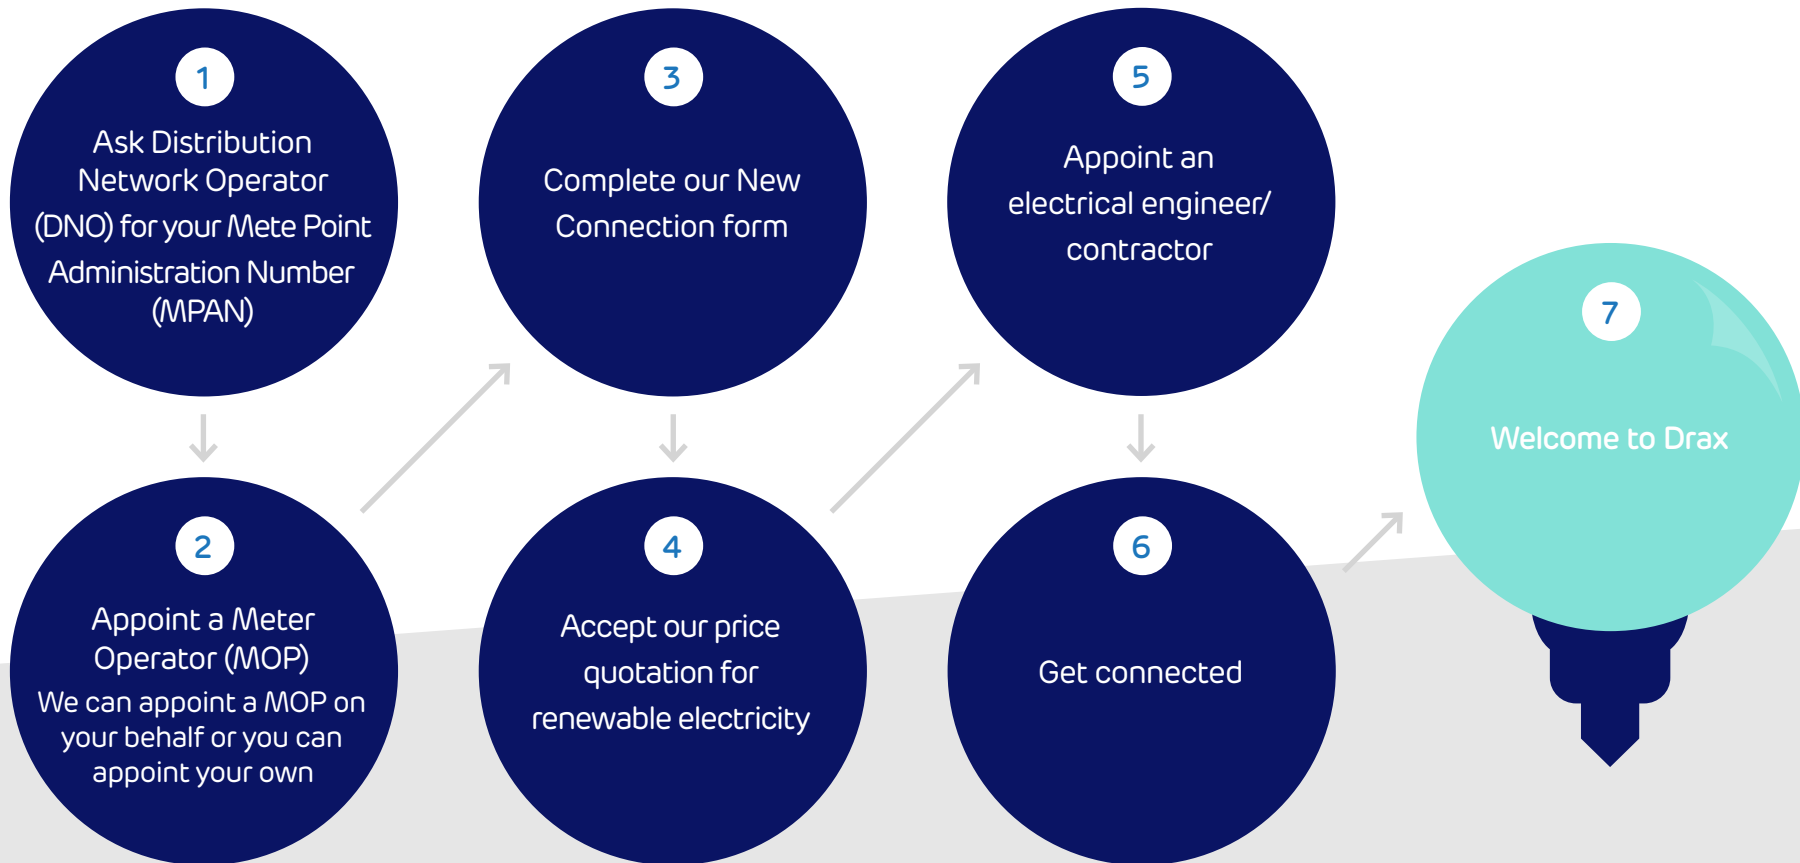 1
Ask Distribution
Network Operator
(DNO) for your Mete Point
Administration Number
(MPAN)
2
Appoint a Meter
Operator (MOP)
We can appoint a MOP on
your behalf or you can
appoint your own
3
Complete our New
Connection form
4
Accept our price
quotation for
renewable electricity
5
Appoint an
electrical engineer/
contractor
6
Get connected
7
Welcome to Drax